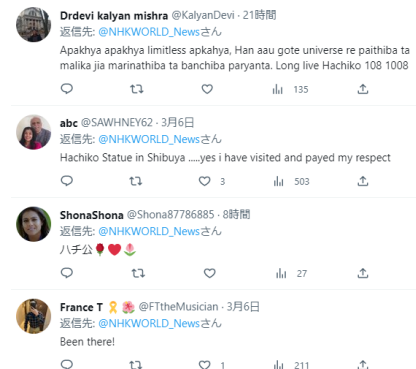 Drdevi kalyan mishra @KalyanDevi · 21時間
返信先: @NHKWORLD_Newsさん
Apakhya apakhya limitless apkahya, Han aau gote universe re paithiba ta
malika jia marinathiba ta banchiba paryanta. Long live Hachiko 108 1008
135
abc @SAWHNEY62 · 3月6日
返信先: @NHKWORLD_Newsさん
Hachiko Statue in Shibuya .....yes i have visited and payed my respect
3 503
ShonaShona @Shona87786885 · 8時間
返信先: @NHKWORLD_Newsさん
ハチ公🌹❤️🌷
27
France T 🎗️ 🌺 @FTtheMusician · 3月6日
返信先: @NHKWORLD_Newsさん
Been there!
1 211